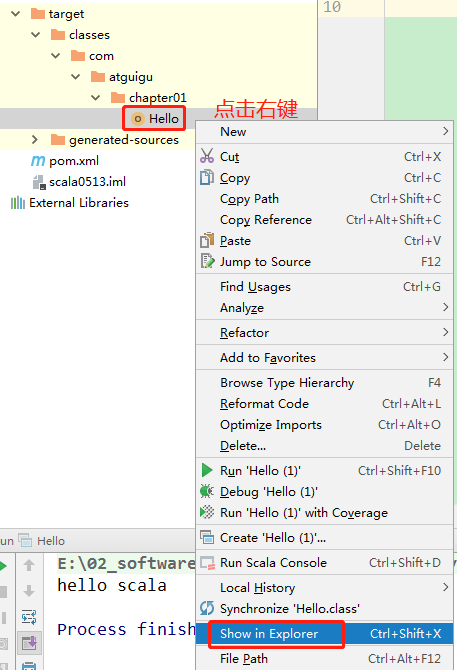 10
target
classes
com
atguigu
chapter01
Hello
点击右键
generated-sources
pom.xml
scala0513.iml
External Libraries
New
Cut Ctrl+X
Copy Ctrl+C
Copy Path Ctrl+Shift+C
Copy Reference Ctrl+Alt+Shift+C
Paste Ctrl+V
Jump to Source F12
Find Usages Ctrl+G
Analyze
Refactor
Add to Favorites
Browse Type Hierarchy F4
Reformat Code Ctrl+Alt+L
Optimize Imports Ctrl+Alt+O
Delete... Delete
Run 'Hello (1)' Ctrl+Shift+F10
Debug 'Hello (1)'
Run 'Hello (1)' with Coverage
Create 'Hello (1)'...
Run Scala Console Ctrl+Shift+D
Local History
Synchronize 'Hello.class'
Show in Explorer Ctrl+Shift+X
File Path Ctrl+Alt+F12
un Hello
E:\02_software
hello scala
Process finish